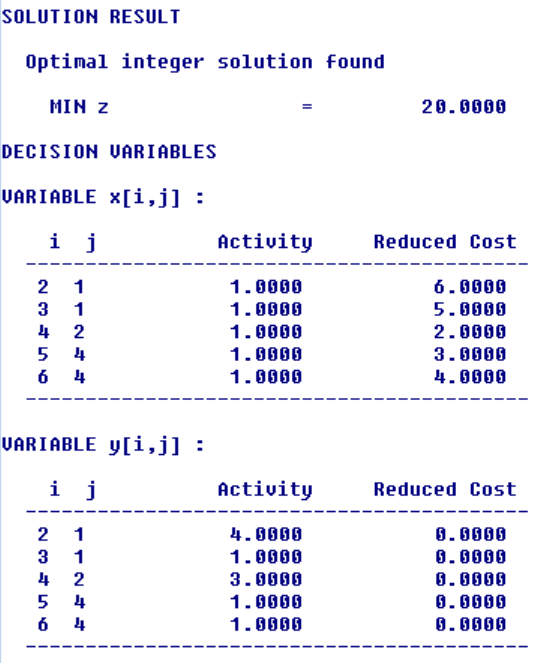 SOLUTION RESULT
Optimal integer solution found
MIN z = 20.0000
DECISION VARIABLES
VARIABLE x[i,j] :
i j Activity Reduced Cost
2 1 1.0000 6.0000
3 1 1.0000 5.0000
4 2 1.0000 2.0000
5 4 1.0000 3.0000
6 4 1.0000 4.0000
VARIABLE y[i,j] :
i j Activity Reduced Cost
2 1 4.0000 0.0000
3 1 1.0000 0.0000
4 2 3.0000 0.0000
5 4 1.0000 0.0000
6 4 1.0000 0.0000